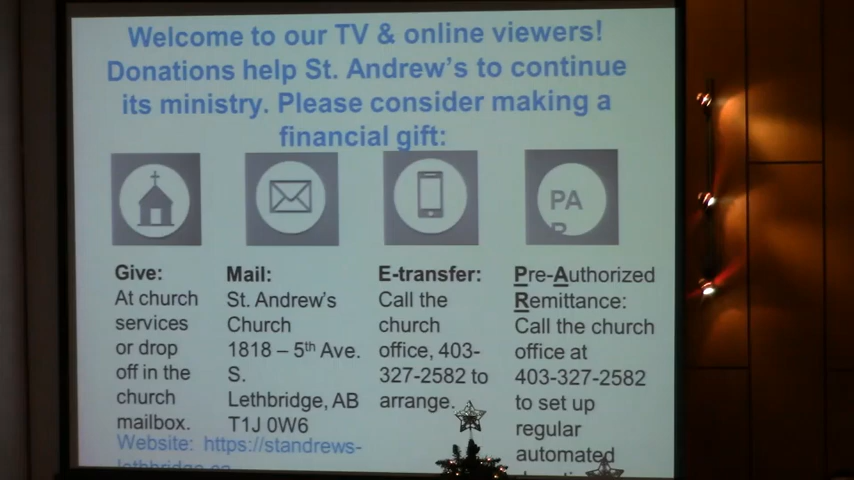 Welcome to our TV & online viewers!
Donations help St. Andrew's to continue
its ministry. Please consider making a
financial gift:
PA
R
Give:
At church
services
or drop
off in the
church
mailbox.
Mail:
St. Andrew's
Church
1818 – 5th Ave.
S.
Lethbridge, AB
T1J 0W6
E-transfer:
Call the
church
office, 403-
327-2582 to
arrange.
Pre-Authorized
Remittance:
Call the church
office at
403-327-2582
to set up
regular
automated
Website: https://standrews-
lethbridge.ca